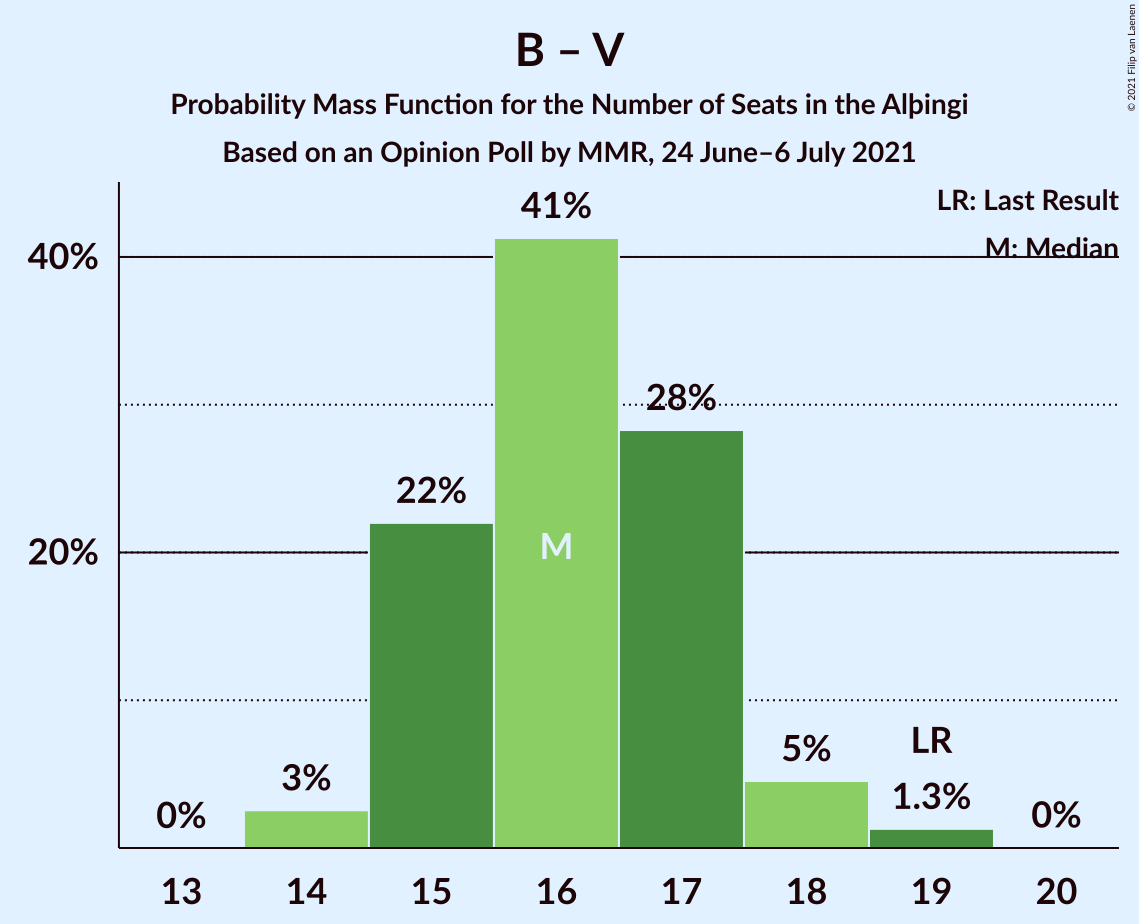 B – V
Probability Mass Function for the Number of Seats in the Alþingi
Based on an Opinion Poll by MMR, 24 June–6 July 2021
© 2021 Filip van Laenen
LR: Last Result
M: Median
40%
20%
0%
3%
22%
41%
M
28%
5%
LR
1.3%
0%
13 14 15 16 17 18 19 20